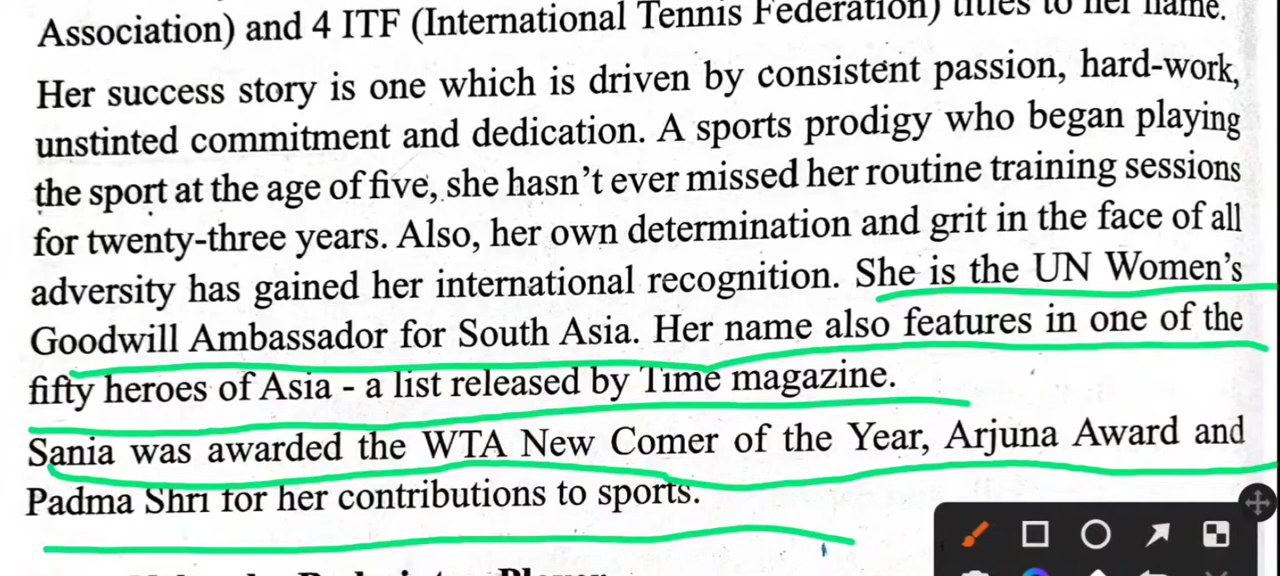 Association) and 4 ITF (International Tennis Federation) titles to her name.
Her success story is one which is driven by consistent passion, hard-work,
unstinted commitment and dedication. A sports prodigy who began playing
the sport at the age of five, she hasn't ever missed her routine training sessions
for twenty-three years. Also, her own determination and grit in the face of all
adversity has gained her international recognition. She is the UN Women's
Goodwill Ambassador for South Asia. Her name also features in one of the
fifty heroes of Asia - a list released by Time magazine.
Sania was awarded the WTA New Comer of the Year, Arjuna Award and
Padma Shri for her contributions to sports.
Player